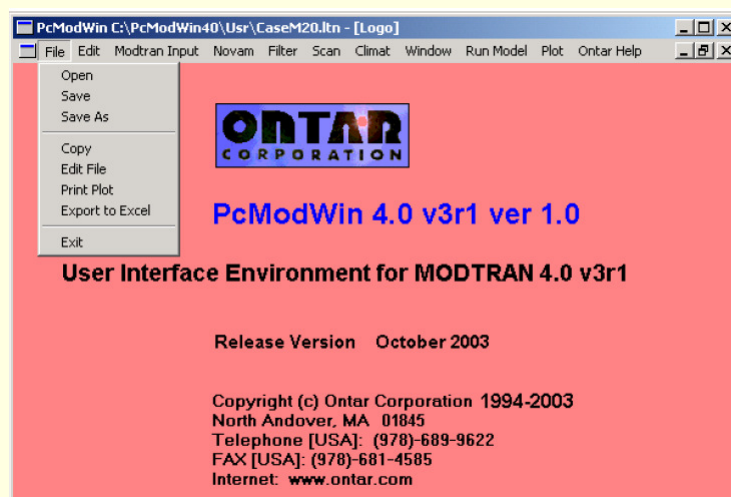 PcModWin C:\PcModWin40\Usr\CaseM20.ltn - [Logo]
File Edit Modtran Input Novam Filter Scan Climat Window Run Model Plot Ontar Help
Open
Save
Save As
Copy
Edit File
Print Plot
Export to Excel
Exit
ONTAR
CORPORATION
PcModWin 4.0 v3r1 ver 1.0
User Interface Environment for MODTRAN 4.0 v3r1
Release Version October 2003
Copyright (c) Ontar Corporation 1994-2003
North Andover, MA 01845
Telephone [USA]: (978)-689-9622
FAX [USA]: (978)-681-4585
Internet: www.ontar.com